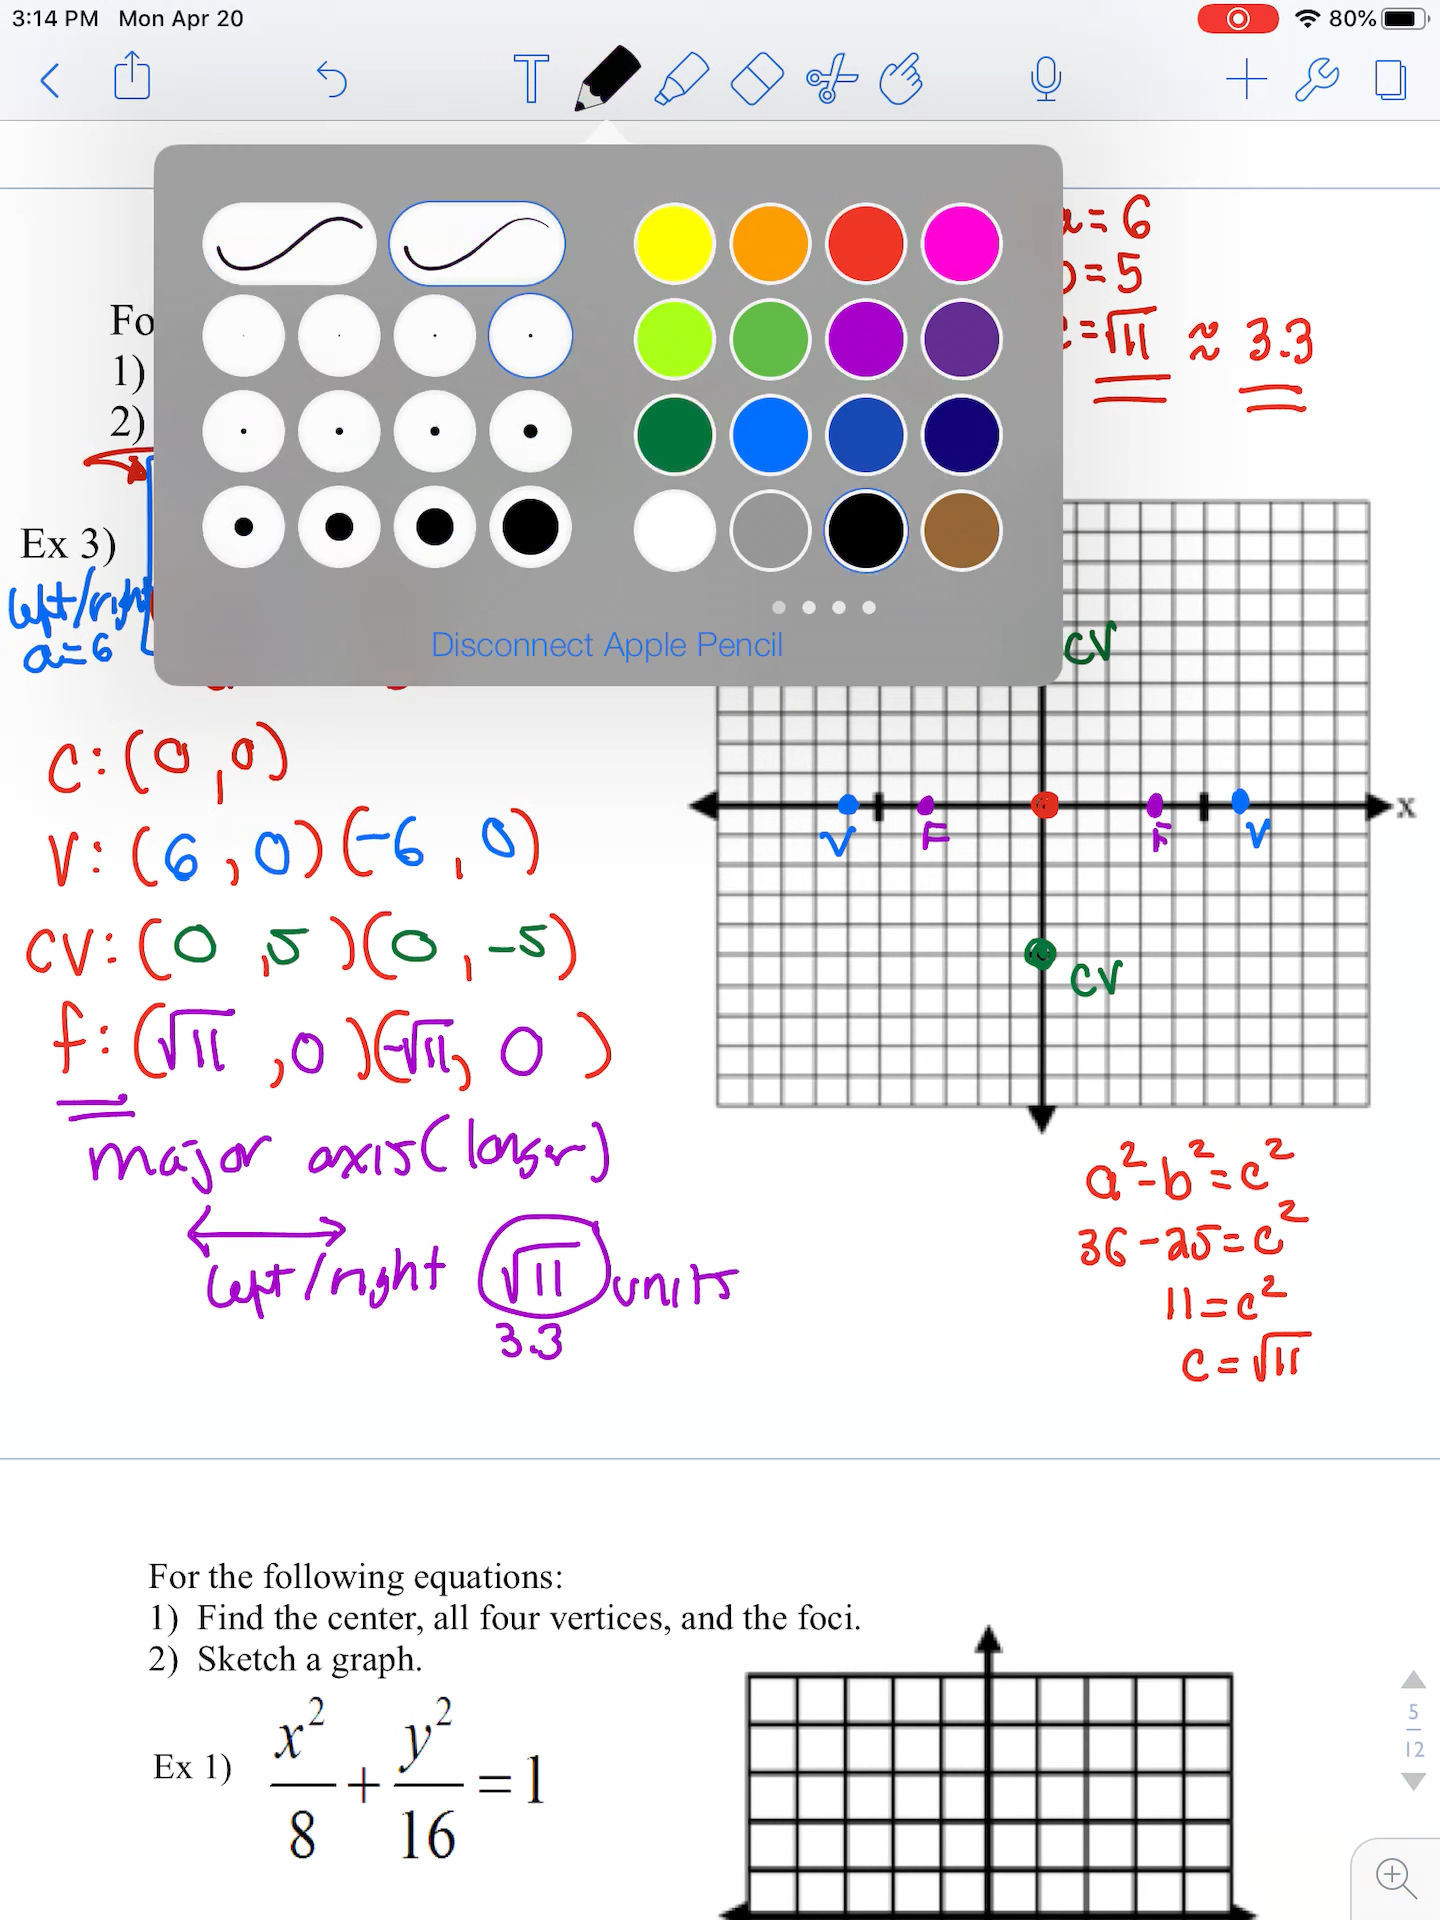 3:14 PM Mon Apr 20
80%
T
a=6
=5
=√11 ≈ 3.3
Fo
1)
2)
Ex 3)
left/right
a=6
Disconnect Apple Pencil
CV
x
V F F V
CV
C: (0,0)
V: (6,0)(-6,0)
CV: (0,5)(0,-5)
f: (√11,0)(-√11,0)
major axis (longer)
left/right √11 units
3.3
a²-b²=c²
36-25=c²
11=c²
c=√11
For the following equations:
1) Find the center, all four vertices, and the foci.
2) Sketch a graph.
Ex 1) x²/8 + y²/16 = 1
5
12